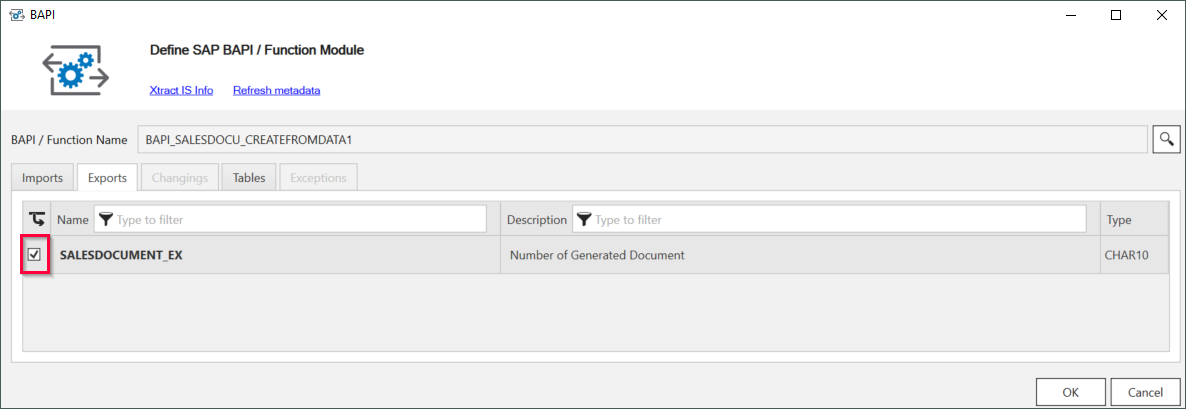 BAPI
Define SAP BAPI / Function Module
Xtract IS Info Refresh metadata
BAPI / Function Name BAPI_SALESDOCU_CREATEFROMDATA1
Imports Exports Changings Tables Exceptions
Name Type to filter Description Type to filter Type
SALESDOCUMENT_EX Number of Generated Document CHAR10
OK Cancel